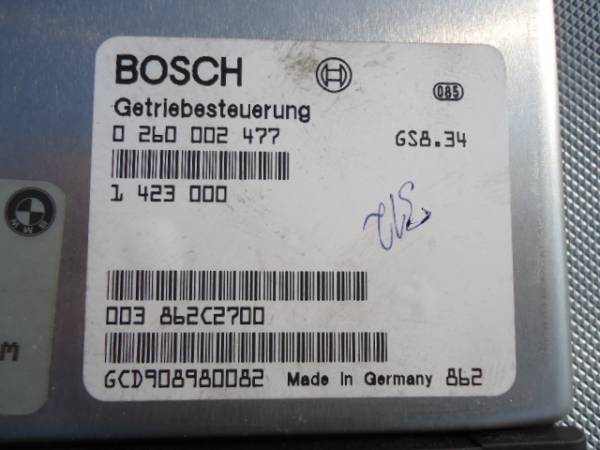 BOSCH
085
Getriebesteuerung
0 260 002 477 GS8.34
1 423 000
BMW
003 862C2700
M
GCD908980082 Made in Germany 862